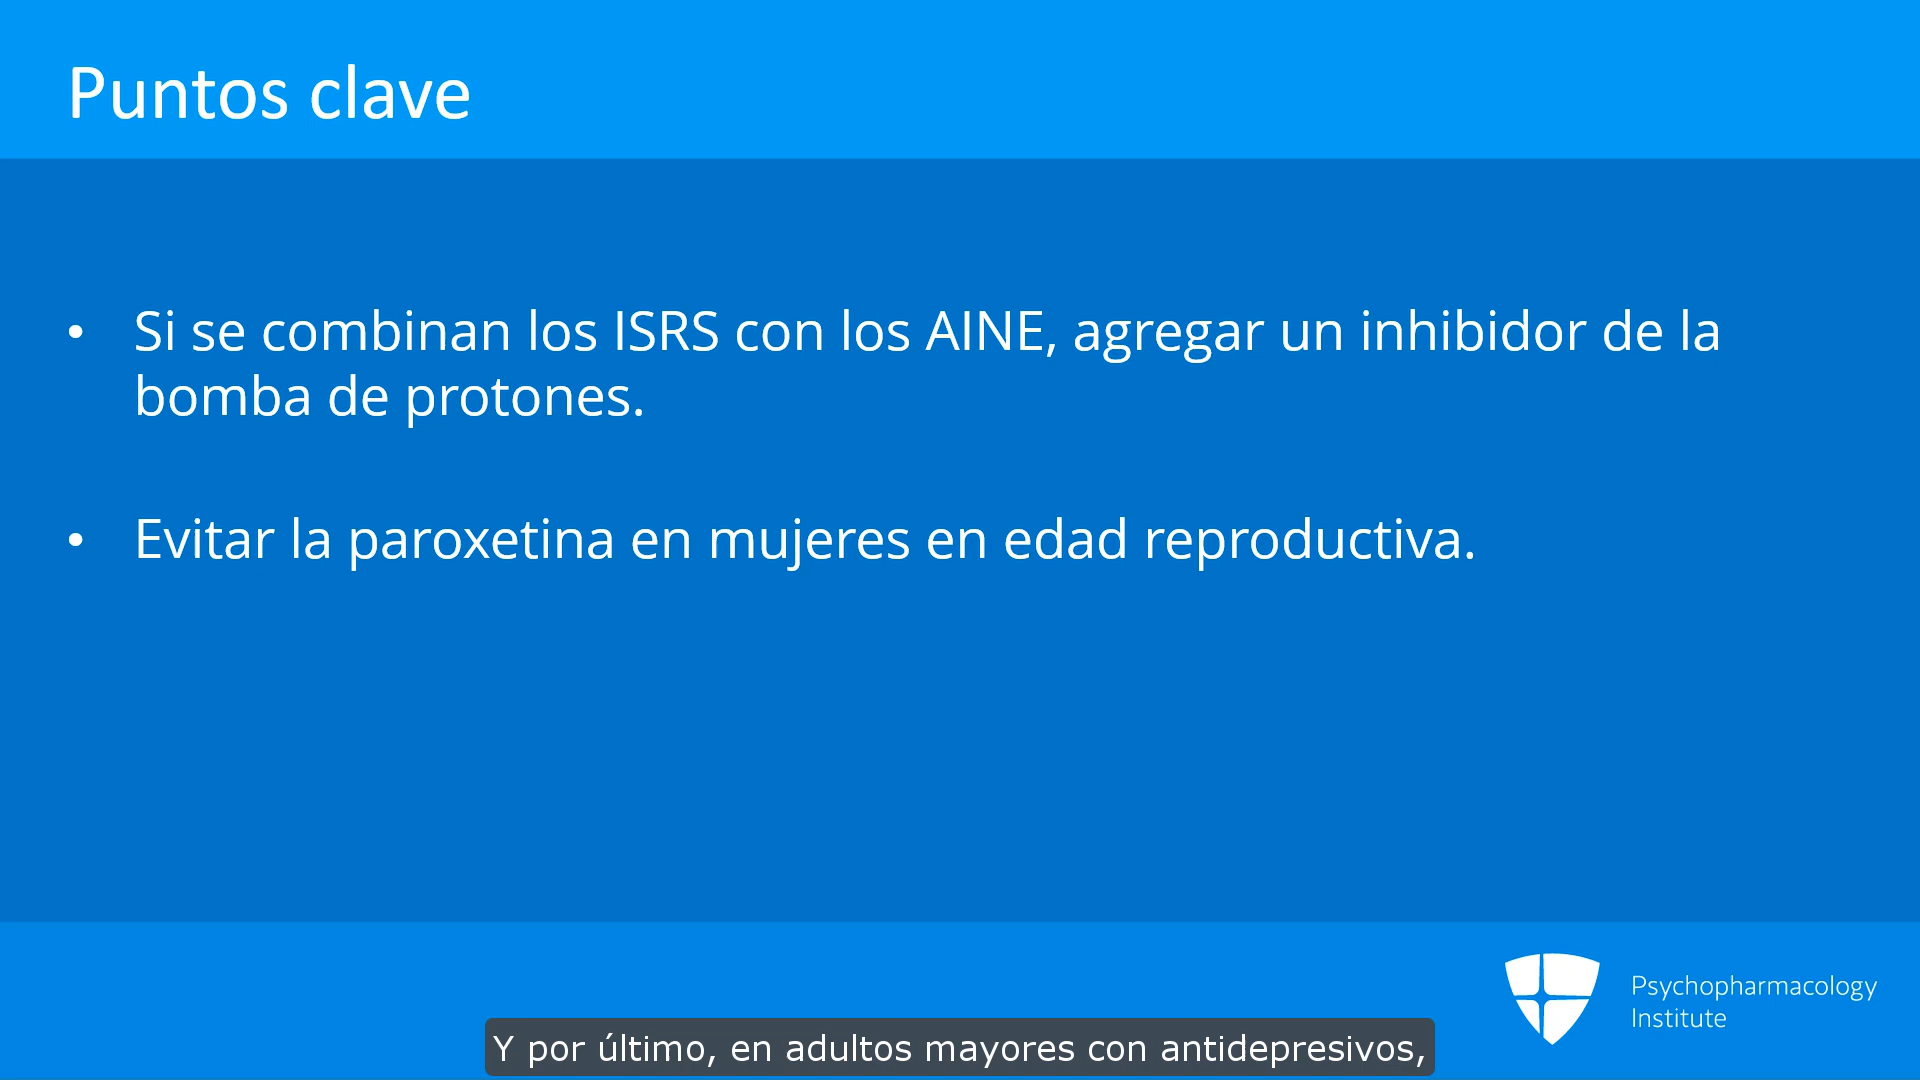 Puntos clave
• Si se combinan los ISRS con los AINE, agregar un inhibidor de la
bomba de protones.
• Evitar la paroxetina en mujeres en edad reproductiva.
Psychopharmacology
Institute
Y por último, en adultos mayores con antidepresivos,